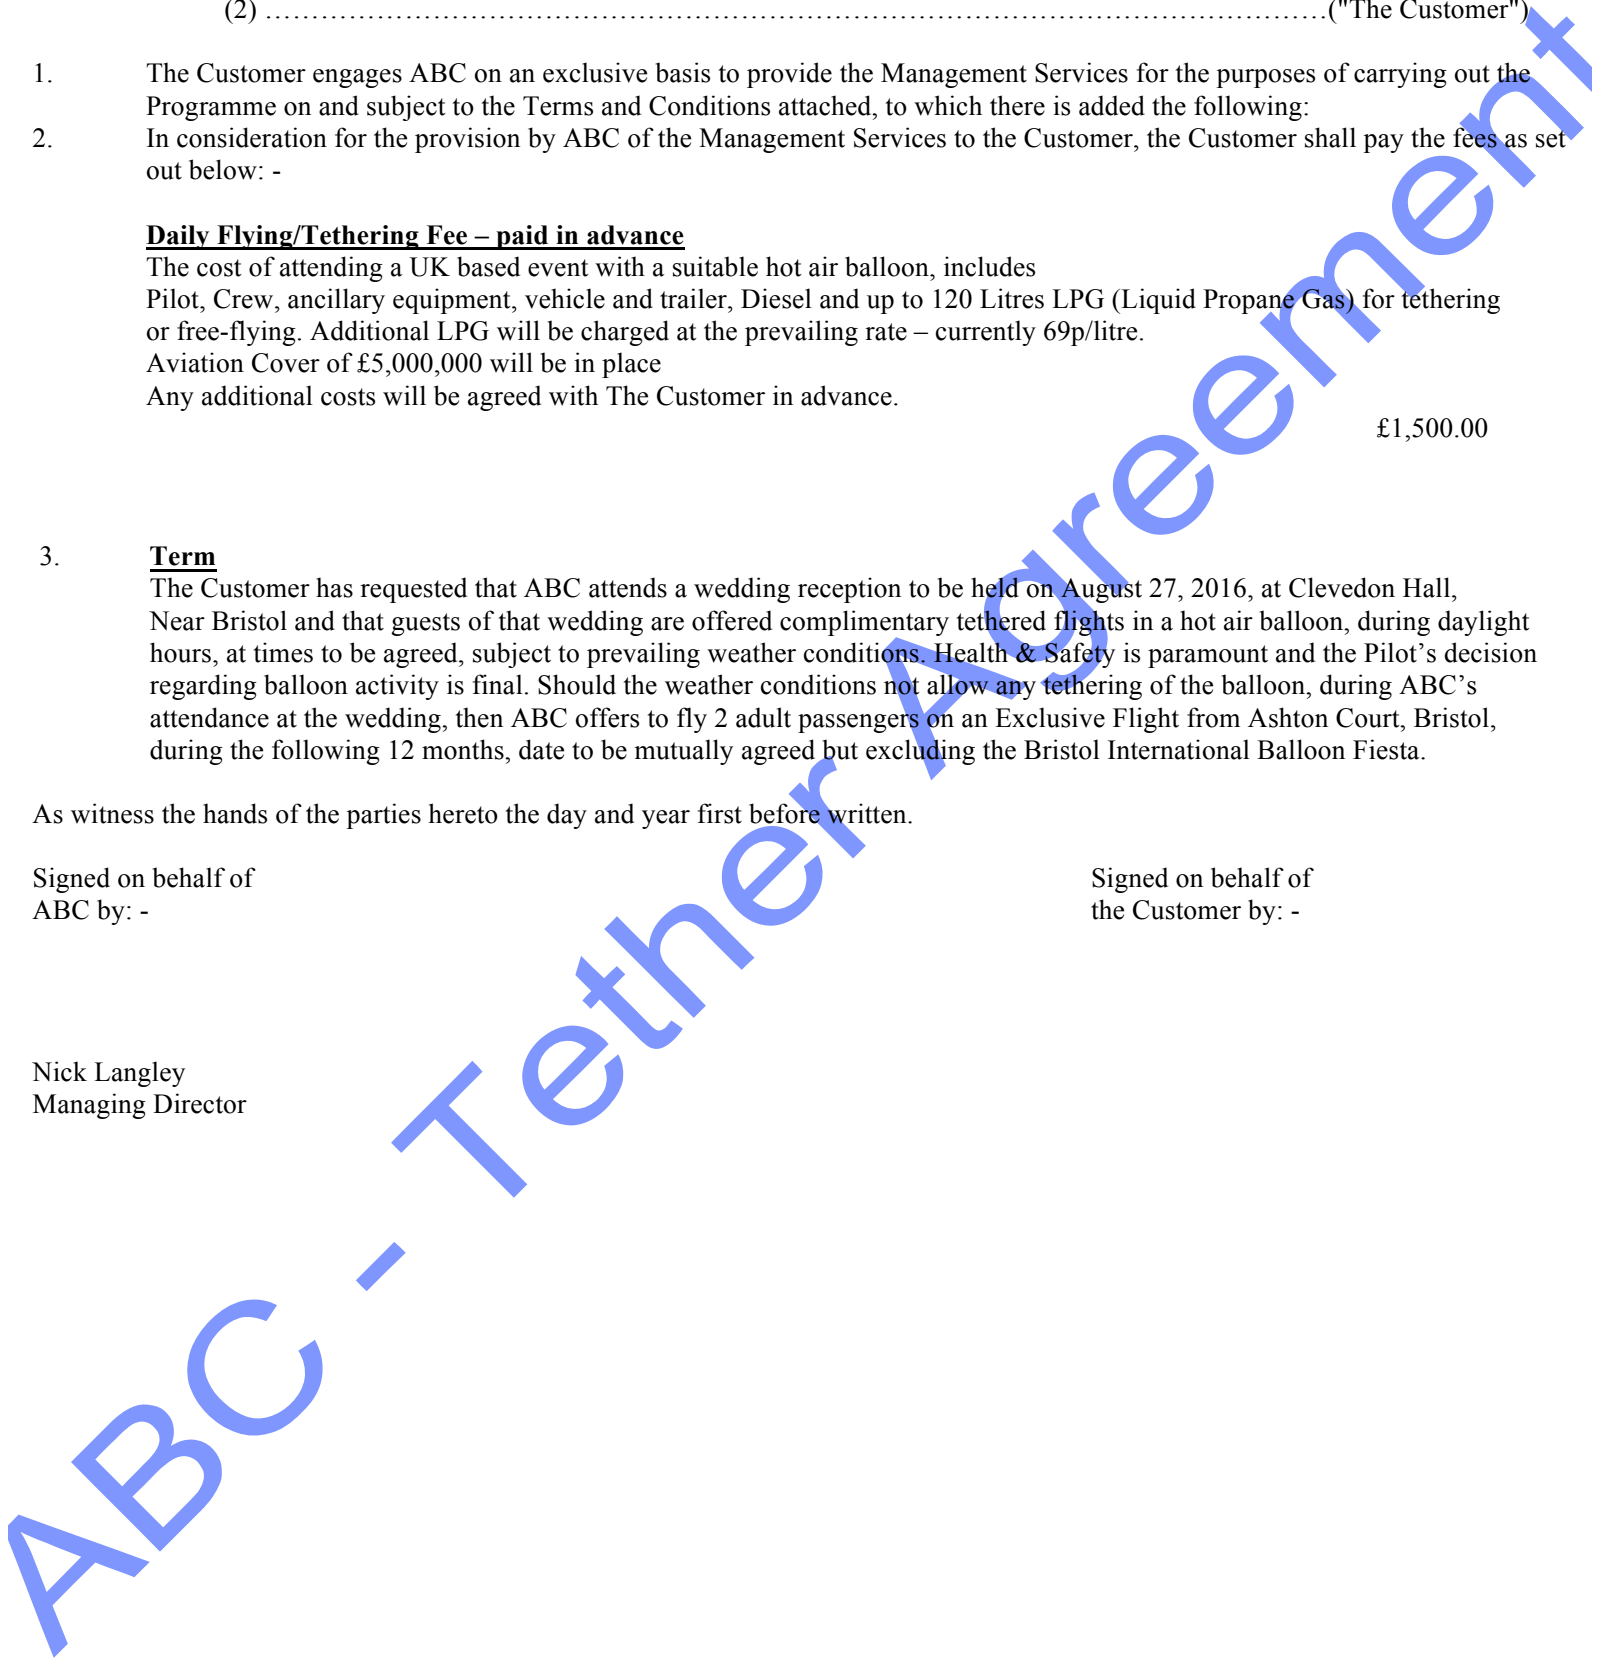 (2) ……………………………………………………………………………………………………("The Customer")
1. The Customer engages ABC on an exclusive basis to provide the Management Services for the purposes of carrying out the
Programme on and subject to the Terms and Conditions attached, to which there is added the following:
2. In consideration for the provision by ABC of the Management Services to the Customer, the Customer shall pay the fees as set
out below: -
Daily Flying/Tethering Fee – paid in advance
The cost of attending a UK based event with a suitable hot air balloon, includes
Pilot, Crew, ancillary equipment, vehicle and trailer, Diesel and up to 120 Litres LPG (Liquid Propane Gas) for tethering
or free-flying. Additional LPG will be charged at the prevailing rate – currently 69p/litre.
Aviation Cover of £5,000,000 will be in place
Any additional costs will be agreed with The Customer in advance.
£1,500.00
3. Term
The Customer has requested that ABC attends a wedding reception to be held on August 27, 2016, at Clevedon Hall,
Near Bristol and that guests of that wedding are offered complimentary tethered flights in a hot air balloon, during daylight
hours, at times to be agreed, subject to prevailing weather conditions. Health & Safety is paramount and the Pilot’s decision
regarding balloon activity is final. Should the weather conditions not allow any tethering of the balloon, during ABC’s
attendance at the wedding, then ABC offers to fly 2 adult passengers on an Exclusive Flight from Ashton Court, Bristol,
during the following 12 months, date to be mutually agreed but excluding the Bristol International Balloon Fiesta.
As witness the hands of the parties hereto the day and year first before written.
Signed on behalf of Signed on behalf of
ABC by: - the Customer by: -
Nick Langley
Managing Director
ABC - Tether Agreement